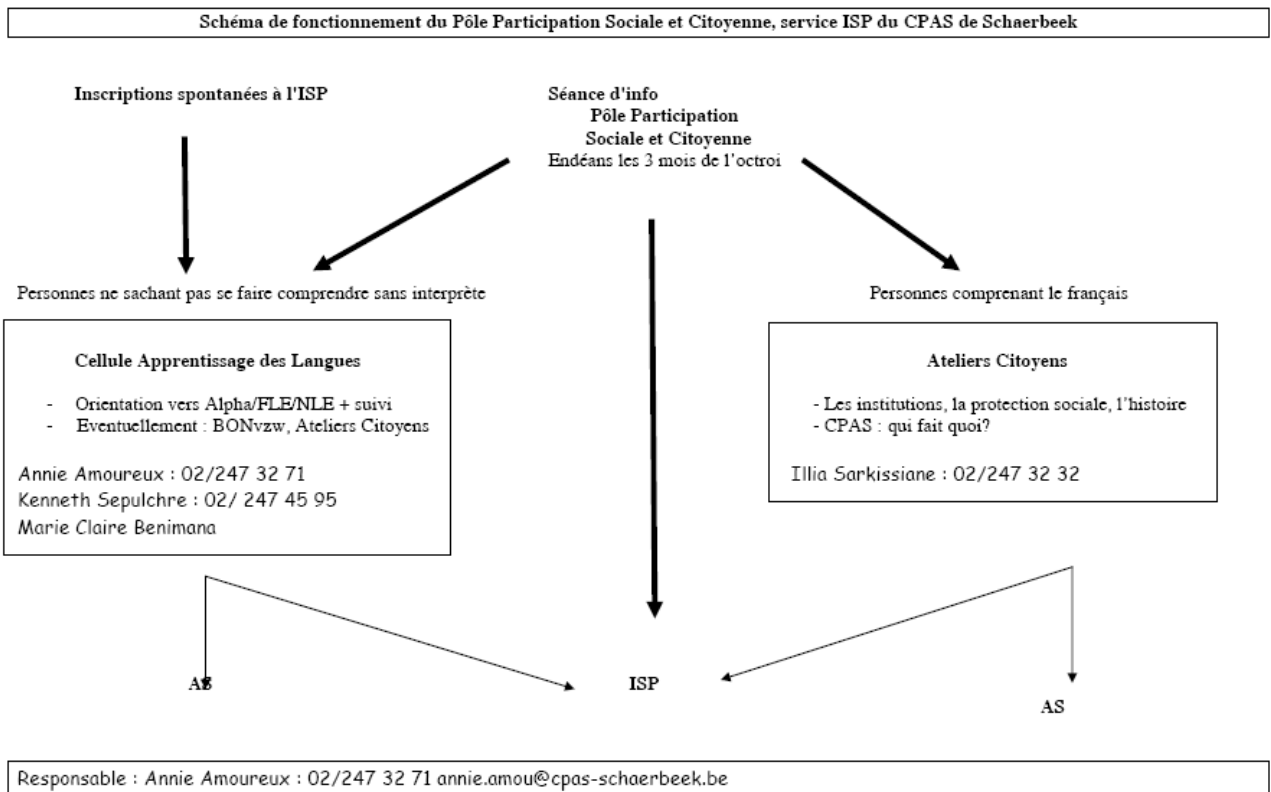 Schéma de fonctionnement du Pôle Participation Sociale et Citoyenne, service ISP du CPAS de Schaerbeek
Inscriptions spontanées à l'ISP
Séance d'info
Pôle Participation
Sociale et Citoyenne
Endéans les 3 mois de l’octroi
Personnes ne sachant pas se faire comprendre sans interprète
Personnes comprenant le français
Cellule Apprentissage des Langues
- Orientation vers Alpha/FLE/NLE + suivi
- Eventuellement : BONvzw, Ateliers Citoyens
Annie Amoureux : 02/247 32 71
Kenneth Sepulchre : 02/ 247 45 95
Marie Claire Benimana
Ateliers Citoyens
- Les institutions, la protection sociale, l’histoire
- CPAS : qui fait quoi?
Illia Sarkissiane : 02/247 32 32
AS
ISP
AS
Responsable : Annie Amoureux : 02/247 32 71 annie.amou@cpas-schaerbeek.be